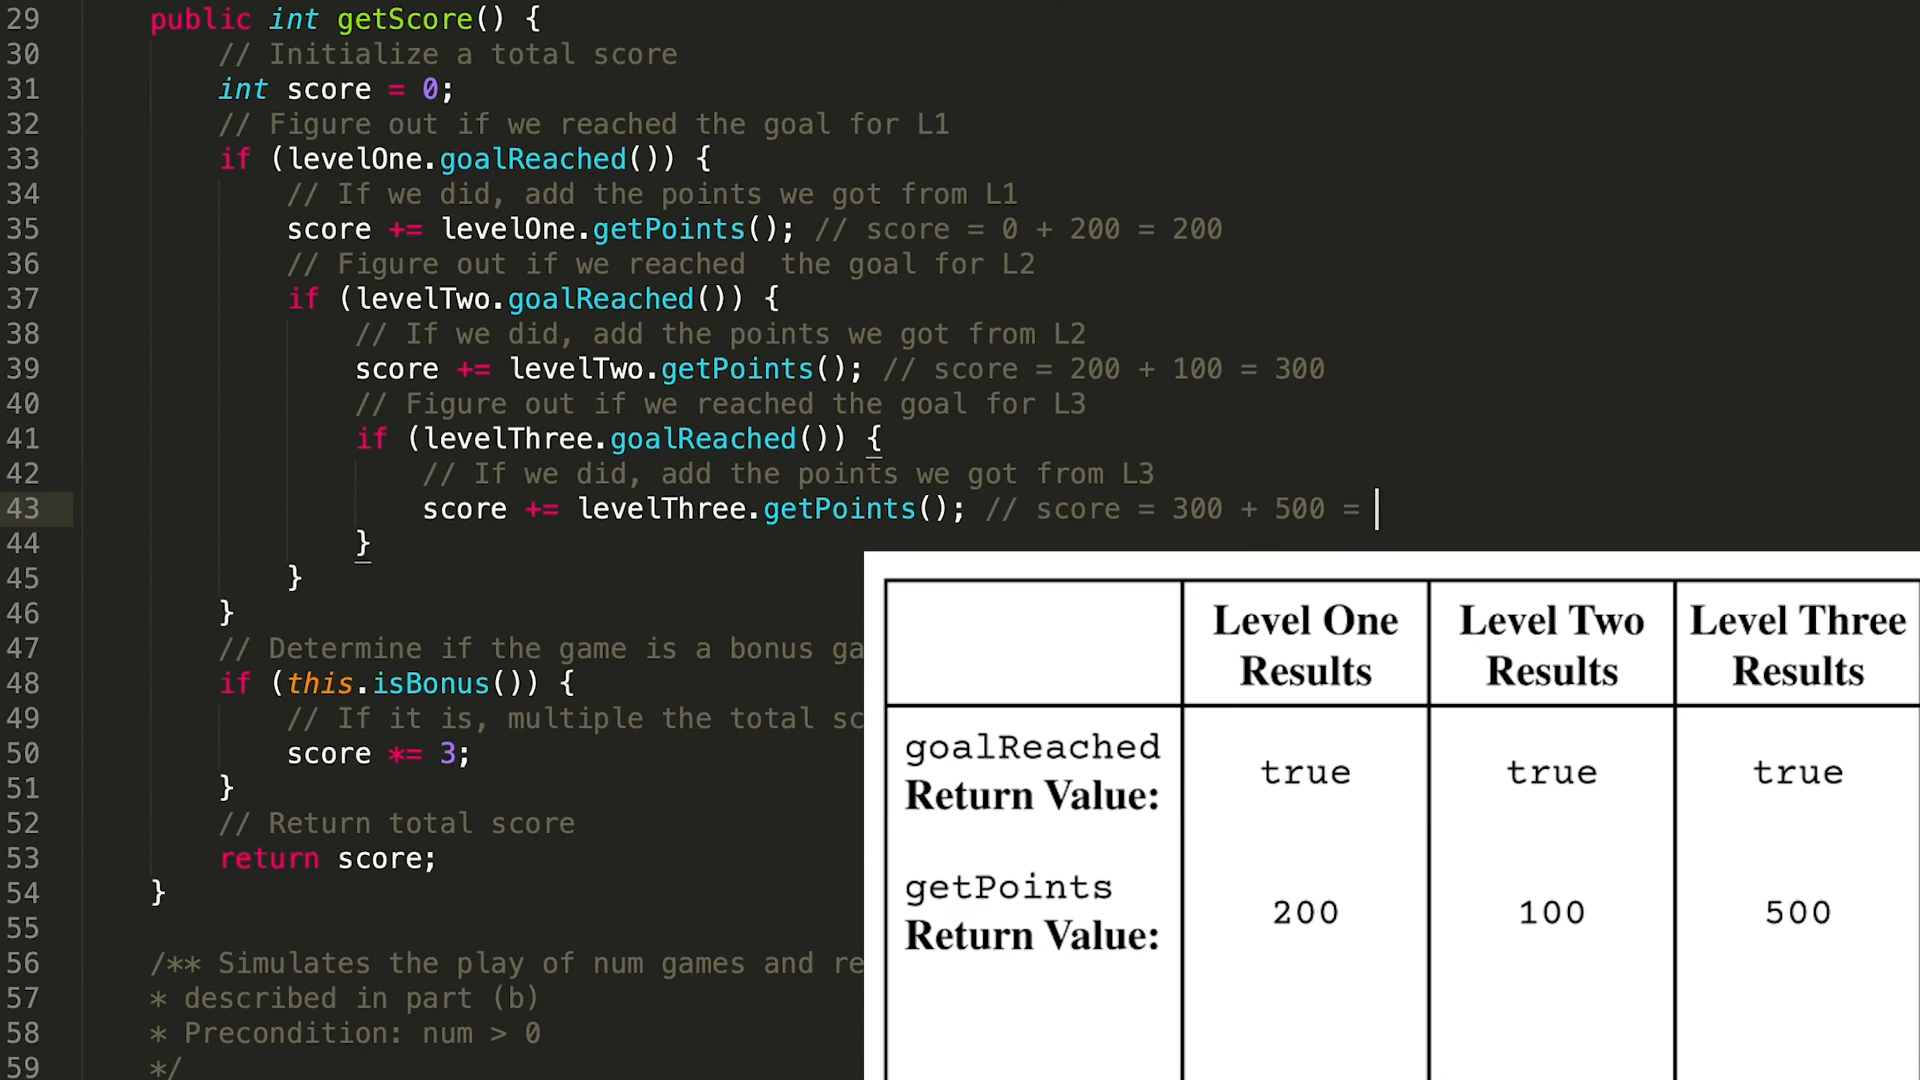 29 public int getScore() {
30 // Initialize a total score
31 int score = 0;
32 // Figure out if we reached the goal for L1
33 if (levelOne.goalReached()) {
34 // If we did, add the points we got from L1
35 score += levelOne.getPoints(); // score = 0 + 200 = 200
36 // Figure out if we reached  the goal for L2
37 if (levelTwo.goalReached()) {
38 // If we did, add the points we got from L2
39 score += levelTwo.getPoints(); // score = 200 + 100 = 300
40 // Figure out if we reached the goal for L3
41 if (levelThree.goalReached()) {
42 // If we did, add the points we got from L3
43 score += levelThree.getPoints(); // score = 300 + 500 =
44 }
45 }
46 }
47 // Determine if the game is a bonus ga
48 if (this.isBonus()) {
49 // If it is, multiple the total sc
50 score *= 3;
51 }
52 // Return total score
53 return score;
54 }
55
56 /** Simulates the play of num games and re
57 * described in part (b)
58 * Precondition: num > 0
59 */
Level One Results
Level Two Results
Level Three Results
goalReached Return Value: true true true
getPoints Return Value: 200 100 500